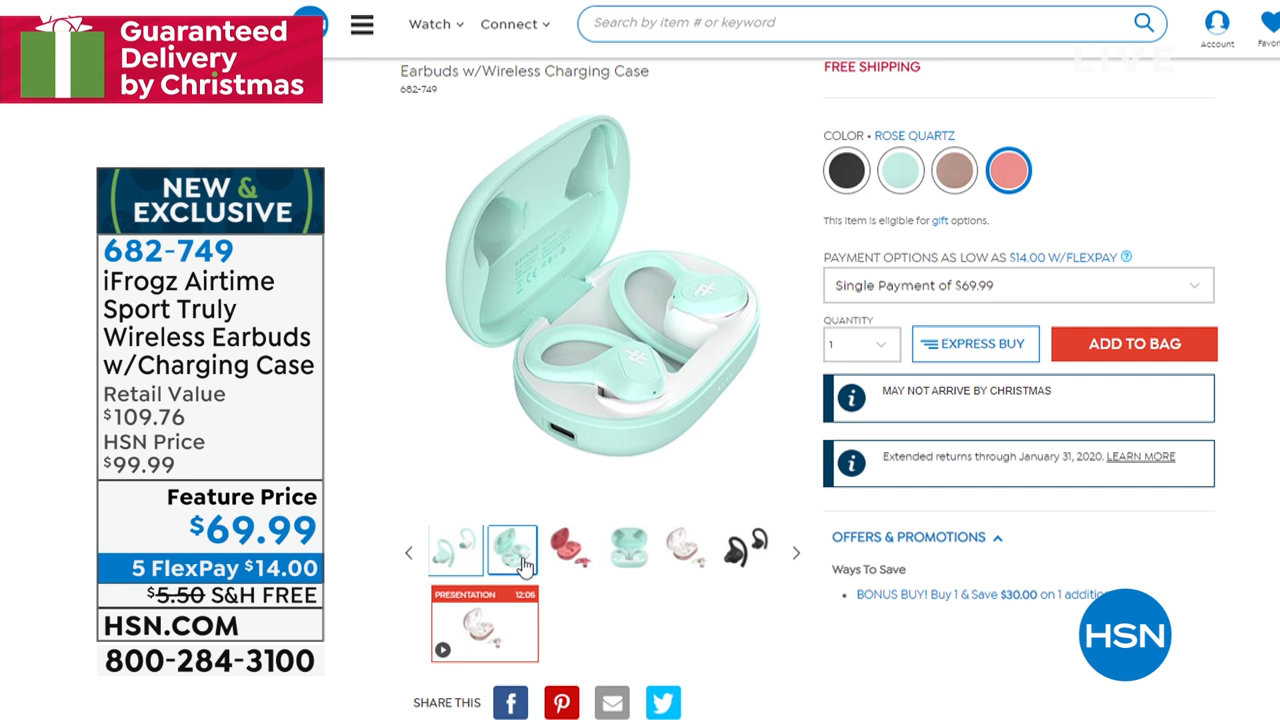 Guaranteed
Delivery
by Christmas
Watch
Connect
Search by item # or keyword
Account
LIVE
NEW &
EXCLUSIVE
682-749
iFrogz Airtime
Sport Truly
Wireless Earbuds
w/Charging Case
Retail Value
$109.76
HSN Price
$99.99
Feature Price
$69.99
5 FlexPay $14.00
$5.50 S&H FREE
HSN.COM
800-284-3100
Earbuds w/Wireless Charging Case
682-749
PRESENTATION 12:05
SHARE THIS
FREE SHIPPING
COLOR • ROSE QUARTZ
This item is eligible for gift options.
PAYMENT OPTIONS AS LOW AS $14.00 W/FLEXPAY ?
Single Payment of $69.99
QUANTITY
1
EXPRESS BUY
ADD TO BAG
MAY NOT ARRIVE BY CHRISTMAS
Extended returns through January 31, 2020. LEARN MORE
OFFERS & PROMOTIONS
Ways To Save
BONUS BUY! Buy 1 & Save $30.00 on 1
HSN